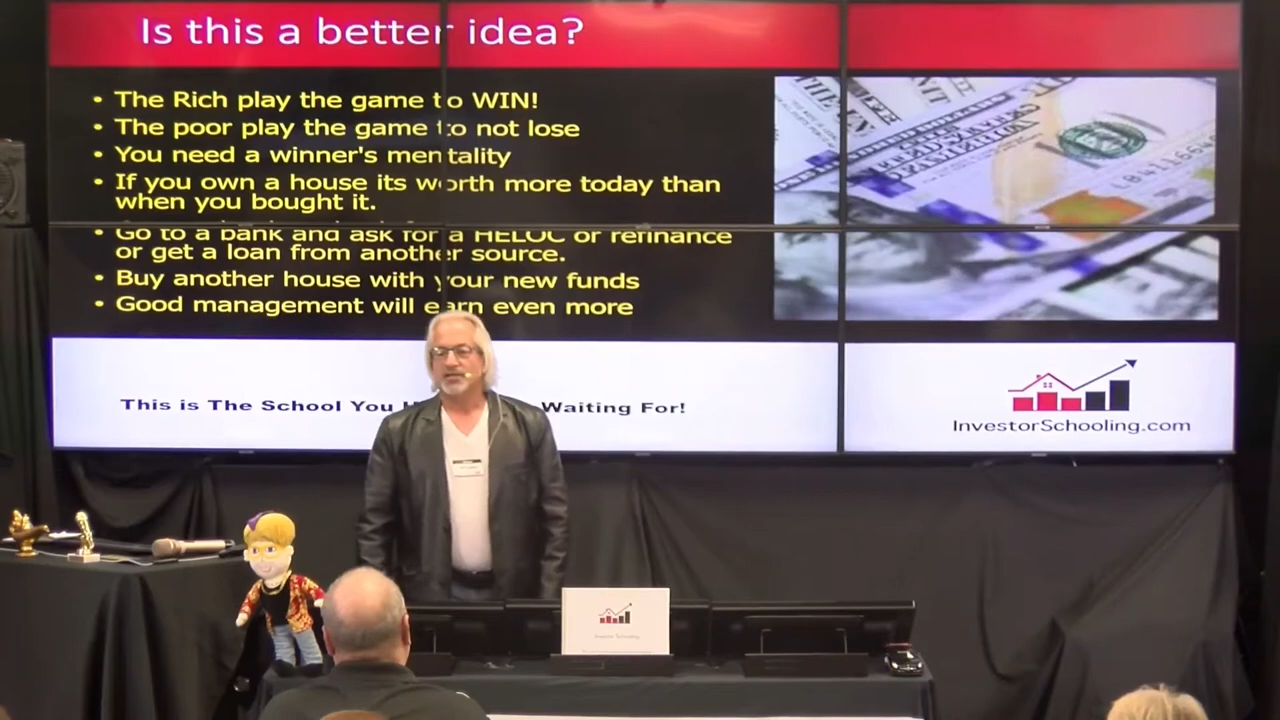 Is this a better idea?
• The Rich play the game to WIN!
• The poor play the game to not lose
• You need a winner's mentality
• If you own a house its worth more today than
when you bought it.
• Go to a bank and ask for a HELOC or refinance
or get a loan from another source.
• Buy another house with your new funds
• Good management will earn even more
This is The School You Waiting For!
InvestorSchooling.com
Investor Schooling
L84116646